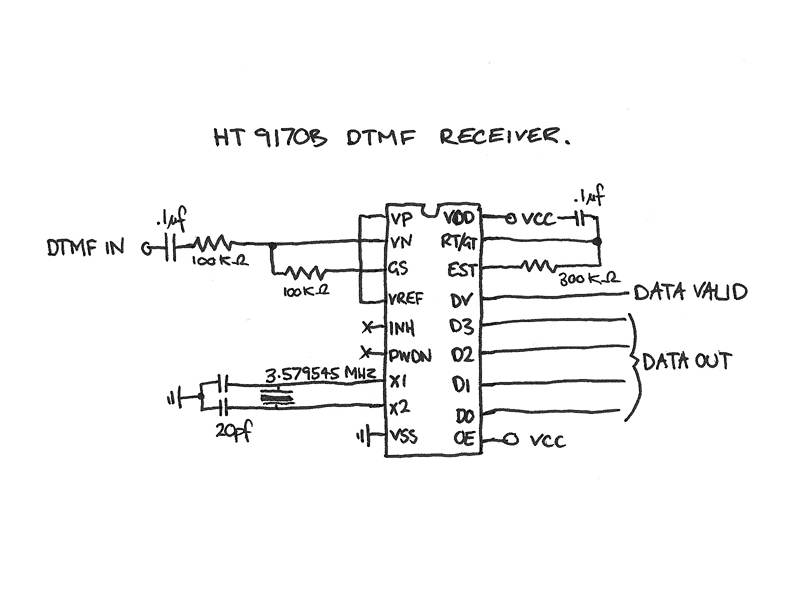 HT 9170B DTMF RECEIVER.
.1µf
DTMF IN
100KΩ
100KΩ
VP
VN
GS
VREF
INH
PWDN
X1
X2
VSS
3.579545 MHZ
20pf
VDD
RT/GT
EST
DV
D3
D2
D1
D0
OE
VCC
.1µf
300KΩ
DATA VALID
DATA OUT
VCC